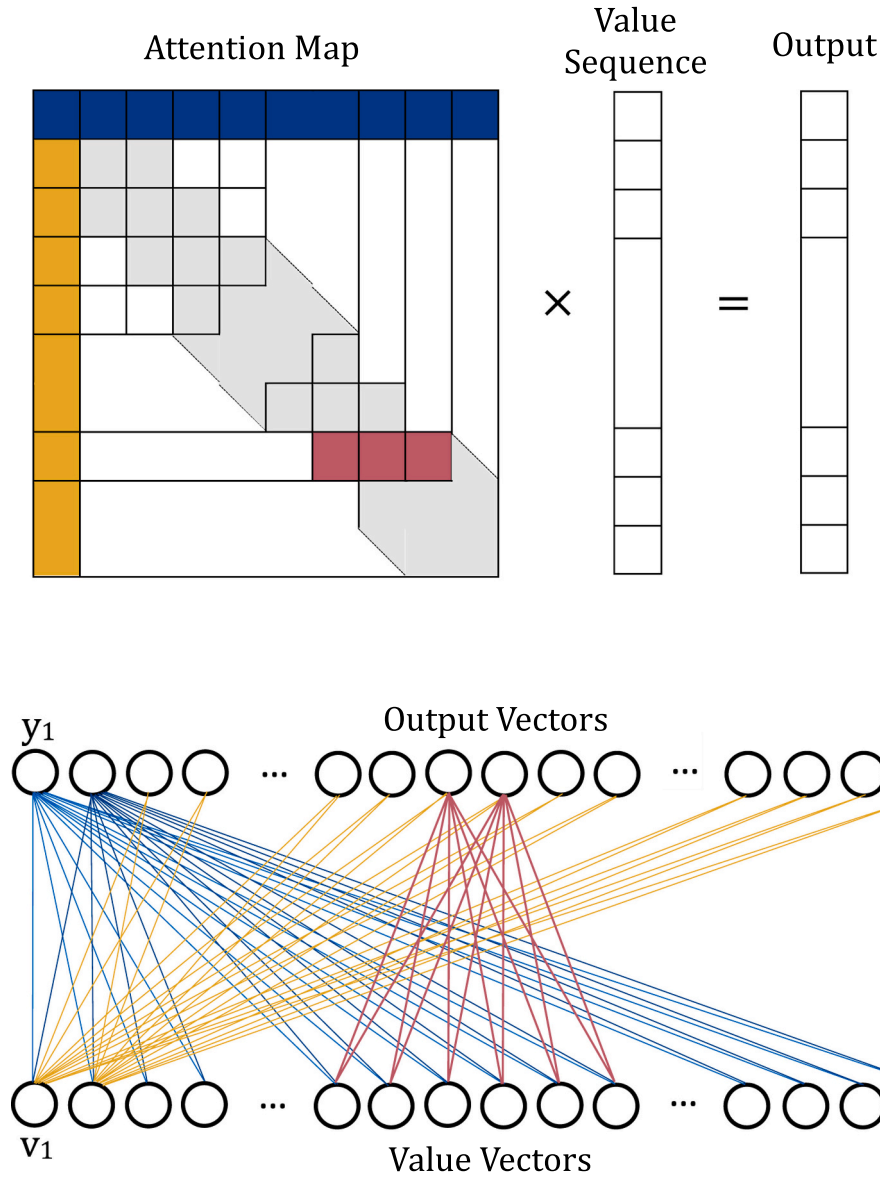 Attention Map
Value
Sequence
Output
×
=
y₁
Output Vectors
...
...
...
...
v₁
Value Vectors